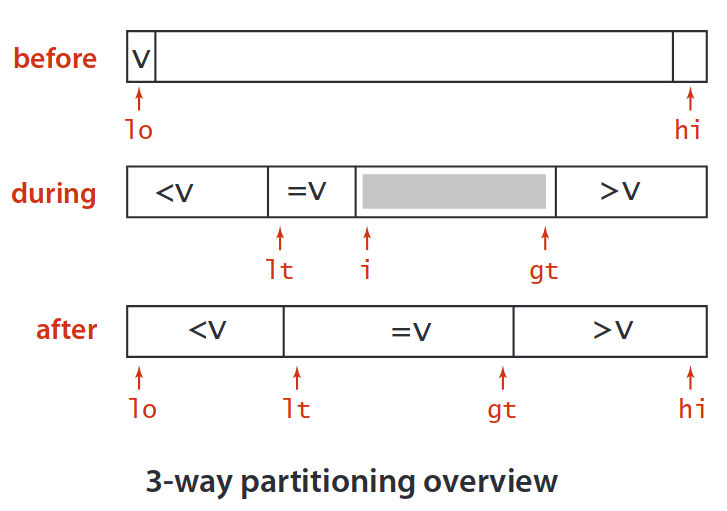 before V
lo hi
during <V =V >V
lt i gt
after <V =V >V
lo lt gt hi
3-way partitioning overview